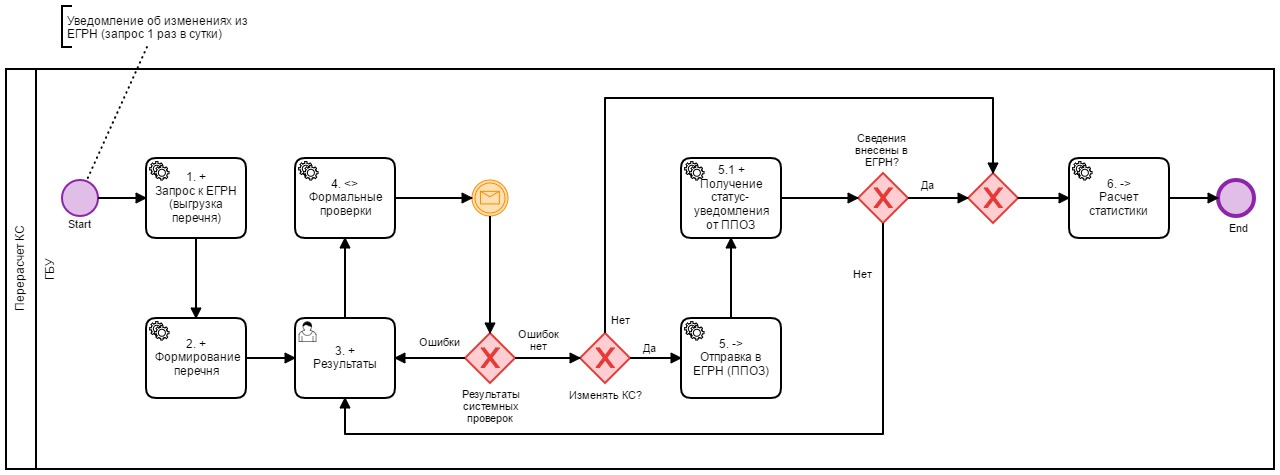 Уведомление об изменениях из
ЕГРН (запрос 1 раз в сутки)
Перерасчет КС
ГБУ
Start
1. +
Запрос к ЕГРН
(выгрузка
перечня)
2. +
Формирование
перечня
3. +
Результаты
4. <>
Формальные
проверки
Ошибки
Результаты
системных
проверок
Ошибок
нет
Изменять КС?
Нет
Да
5. ->
Отправка в
ЕГРН (ППОЗ)
5.1 +
Получение
статус-
уведомления
от ППОЗ
Сведения
внесены в
ЕГРН?
Да
Нет
6. ->
Расчет
статистики
End